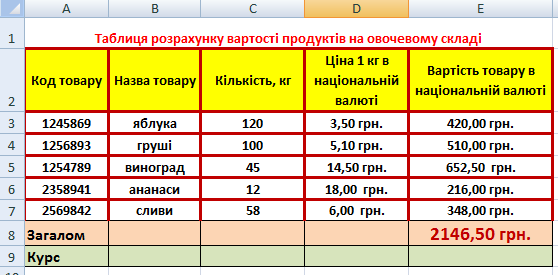 A B C D E
1 Таблиця розрахунку вартості продуктів на овочевому складі
2 Код товару Назва товару Кількість, кг Ціна 1 кг в національній валюті Вартість товару в національній валюті
3 1245869 яблука 120 3,50 грн. 420,00 грн.
4 1256893 груші 100 5,10 грн. 510,00 грн.
5 1254789 виноград 45 14,50 грн. 652,50 грн.
6 2358941 ананаси 12 18,00 грн. 216,00 грн.
7 2569842 сливи 58 6,00 грн. 348,00 грн.
8 Загалом 2146,50 грн.
9 Курс